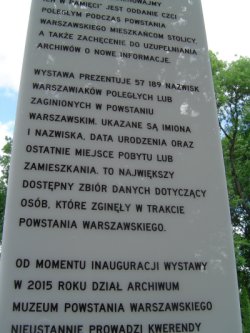 W PAMIĘCI" JEST ODDANIE CZCI
POLEGŁYM PODCZAS POWSTANIA
WARSZAWSKIEGO MIESZKAŃCOM STOLICY,
A TAKŻE ZACHĘCENIE DO UZUPEŁNIANIA
ARCHIWÓW O NOWE INFORMACJE.
WYSTAWA PREZENTUJE 57 189 NAZWISK
WARSZAWIAKÓW POLEGŁYCH LUB
ZAGINIONYCH W POWSTANIU
WARSZAWSKIM. UKAZANE SĄ IMIONA
I NAZWISKA, DATA URODZENIA ORAZ
OSTATNIE MIEJSCE POBYTU LUB
ZAMIESZKANIA. TO NAJWIĘKSZY
DOSTĘPNY ZBIÓR DANYCH DOTYCZĄCY
OSÓB, KTÓRE ZGINĘŁY W TRAKCIE
POWSTANIA WARSZAWSKIEGO.
OD MOMENTU INAUGURACJI WYSTAWY
W 2015 ROKU DZIAŁ ARCHIWUM
MUZEUM POWSTANIA WARSZAWSKIEGO
NIEUSTANNIE PROWADZI KWERENDY